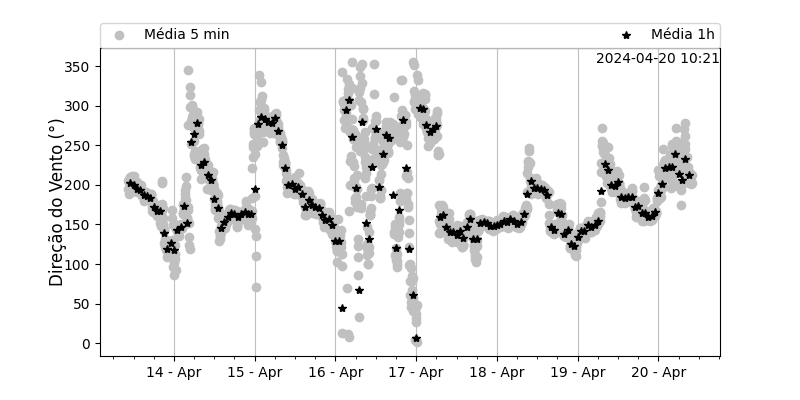 Média 5 min
Média 1h
2024-04-20 10:21
Direção do Vento (°)
350
300
250
200
150
100
50
0
14 - Apr
15 - Apr
16 - Apr
17 - Apr
18 - Apr
19 - Apr
20 - Apr